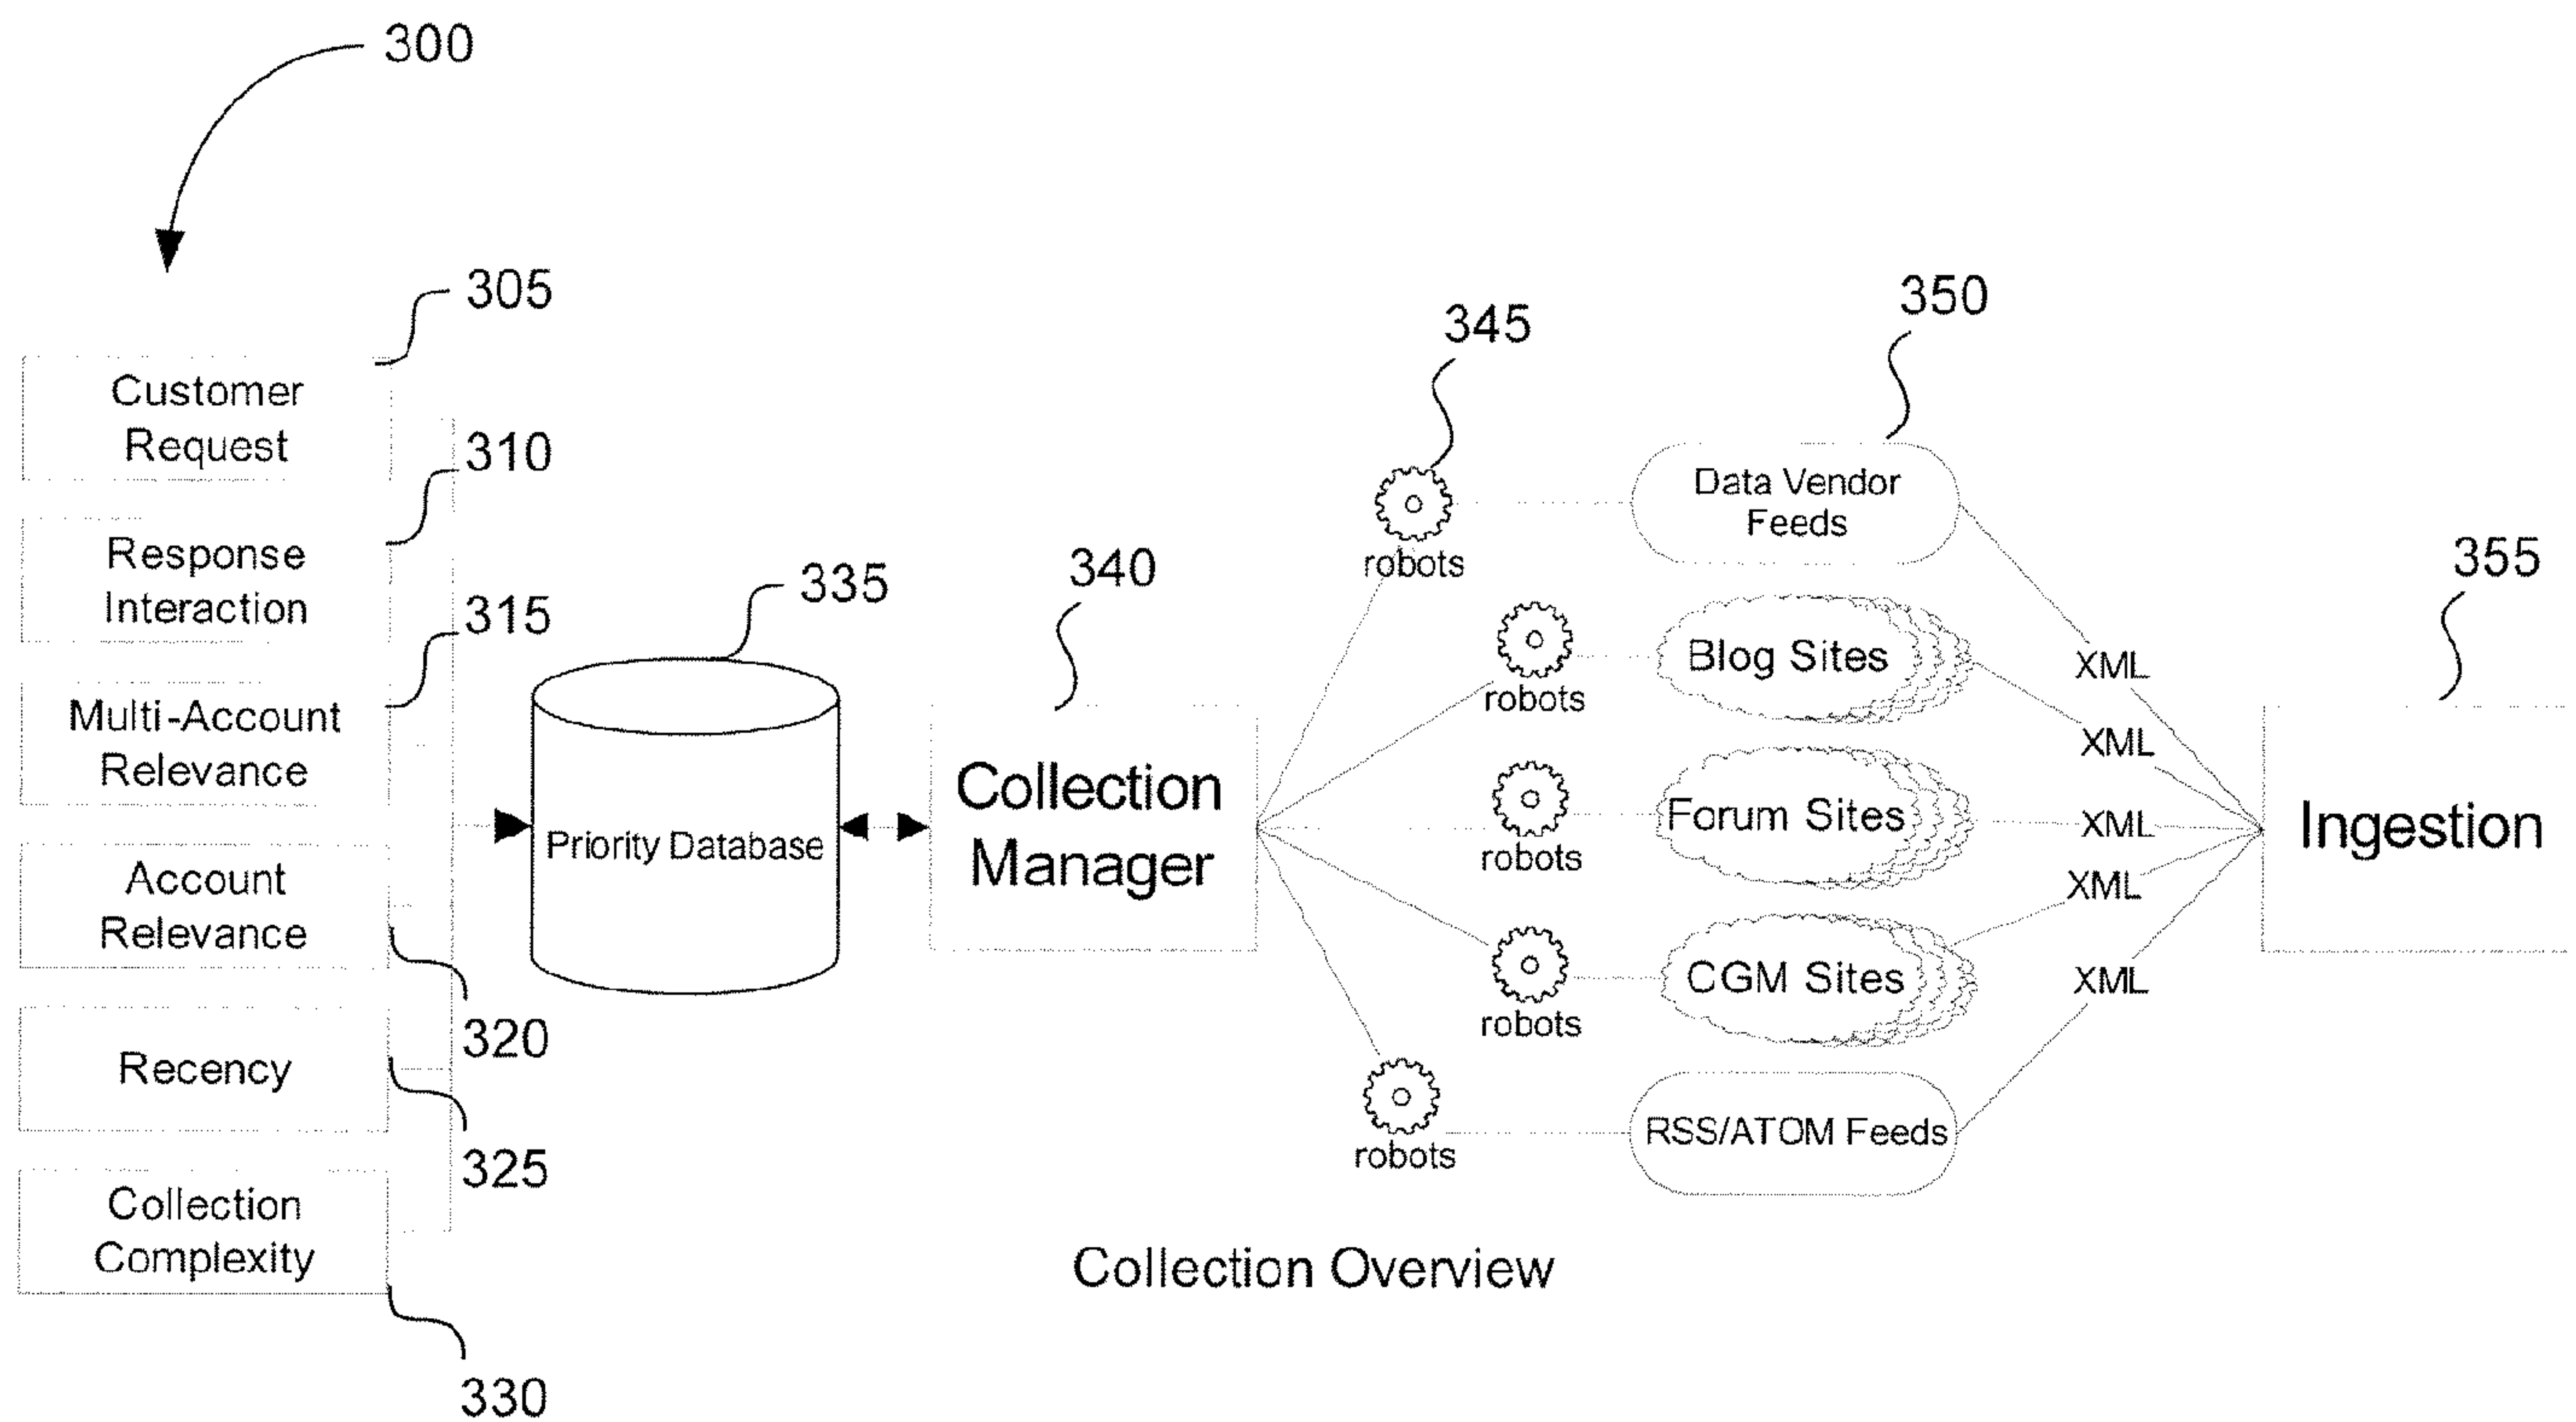 300
305
Customer
Request
310
Response
Interaction
315
Multi-Account
Relevance
Account
Relevance
320
Recency
325
Collection
Complexity
330
335
Priority Database
340
Collection
Manager
345
robots
robots
robots
robots
robots
350
Data Vendor
Feeds
Blog Sites
Forum Sites
CGM Sites
RSS/ATOM Feeds
XML
XML
XML
XML
XML
355
Ingestion
Collection Overview